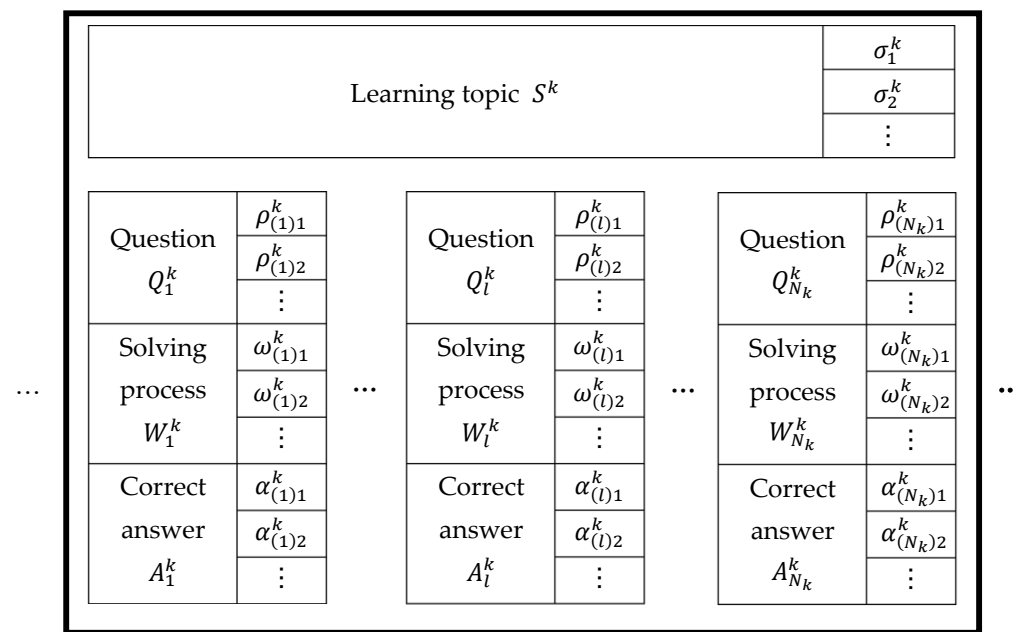 Learning topic S^k
σ_1^k
σ_2^k
⋮
Question
Q_1^k
ρ_{(1)1}^k
ρ_{(1)2}^k
⋮
Solving
process
W_1^k
ω_{(1)1}^k
ω_{(1)2}^k
⋮
Correct
answer
A_1^k
α_{(1)1}^k
α_{(1)2}^k
⋮
Question
Q_l^k
ρ_{(l)1}^k
ρ_{(l)2}^k
⋮
Solving
process
W_l^k
ω_{(l)1}^k
ω_{(l)2}^k
⋮
Correct
answer
A_l^k
α_{(l)1}^k
α_{(l)2}^k
⋮
Question
Q_{N_k}^k
ρ_{(N_k)1}^k
ρ_{(N_k)2}^k
⋮
Solving
process
W_{N_k}^k
ω_{(N_k)1}^k
ω_{(N_k)2}^k
⋮
Correct
answer
A_{N_k}^k
α_{(N_k)1}^k
α_{(N_k)2}^k
⋮
… … … ..